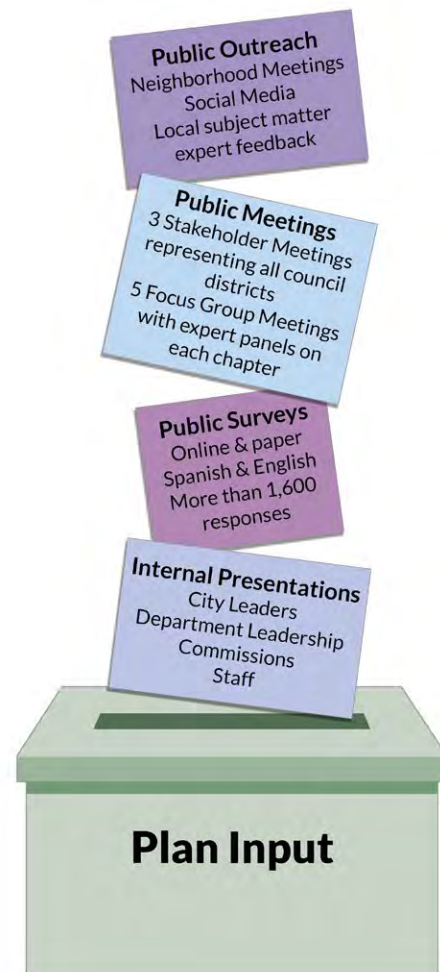 Public Outreach
Neighborhood Meetings
Social Media
Local subject matter
expert feedback
Public Meetings
3 Stakeholder Meetings
representing all council
districts
5 Focus Group Meetings
with expert panels on
each chapter
Public Surveys
Online & paper
Spanish & English
More than 1,600
responses
Internal Presentations
City Leaders
Department Leadership
Commissions
Staff
Plan Input